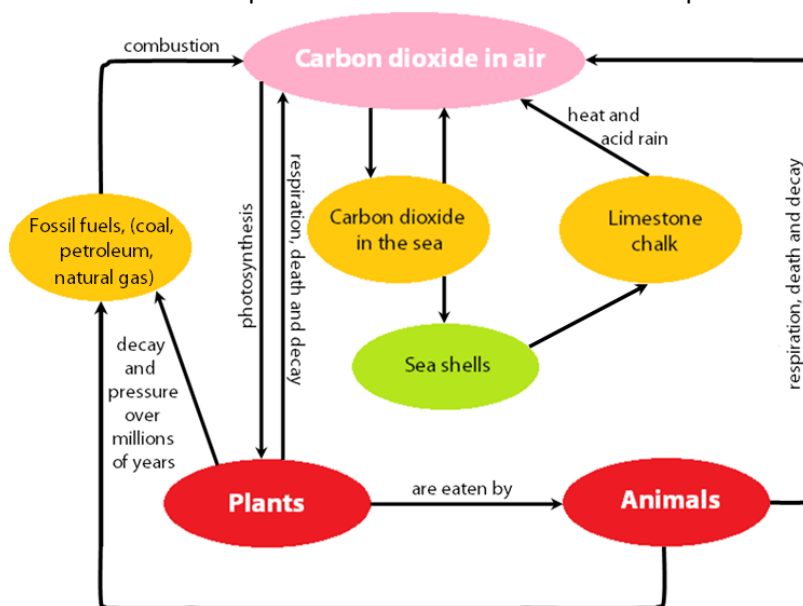 combustion
Carbon dioxide in air
heat and
acid rain
respiration, death and decay
respiration, death and decay
photosynthesis
Fossil fuels, (coal,
petroleum,
natural gas)
Carbon dioxide
in the sea
Limestone
chalk
decay
and
pressure
over
millions
of years
Sea shells
Plants
are eaten by
Animals